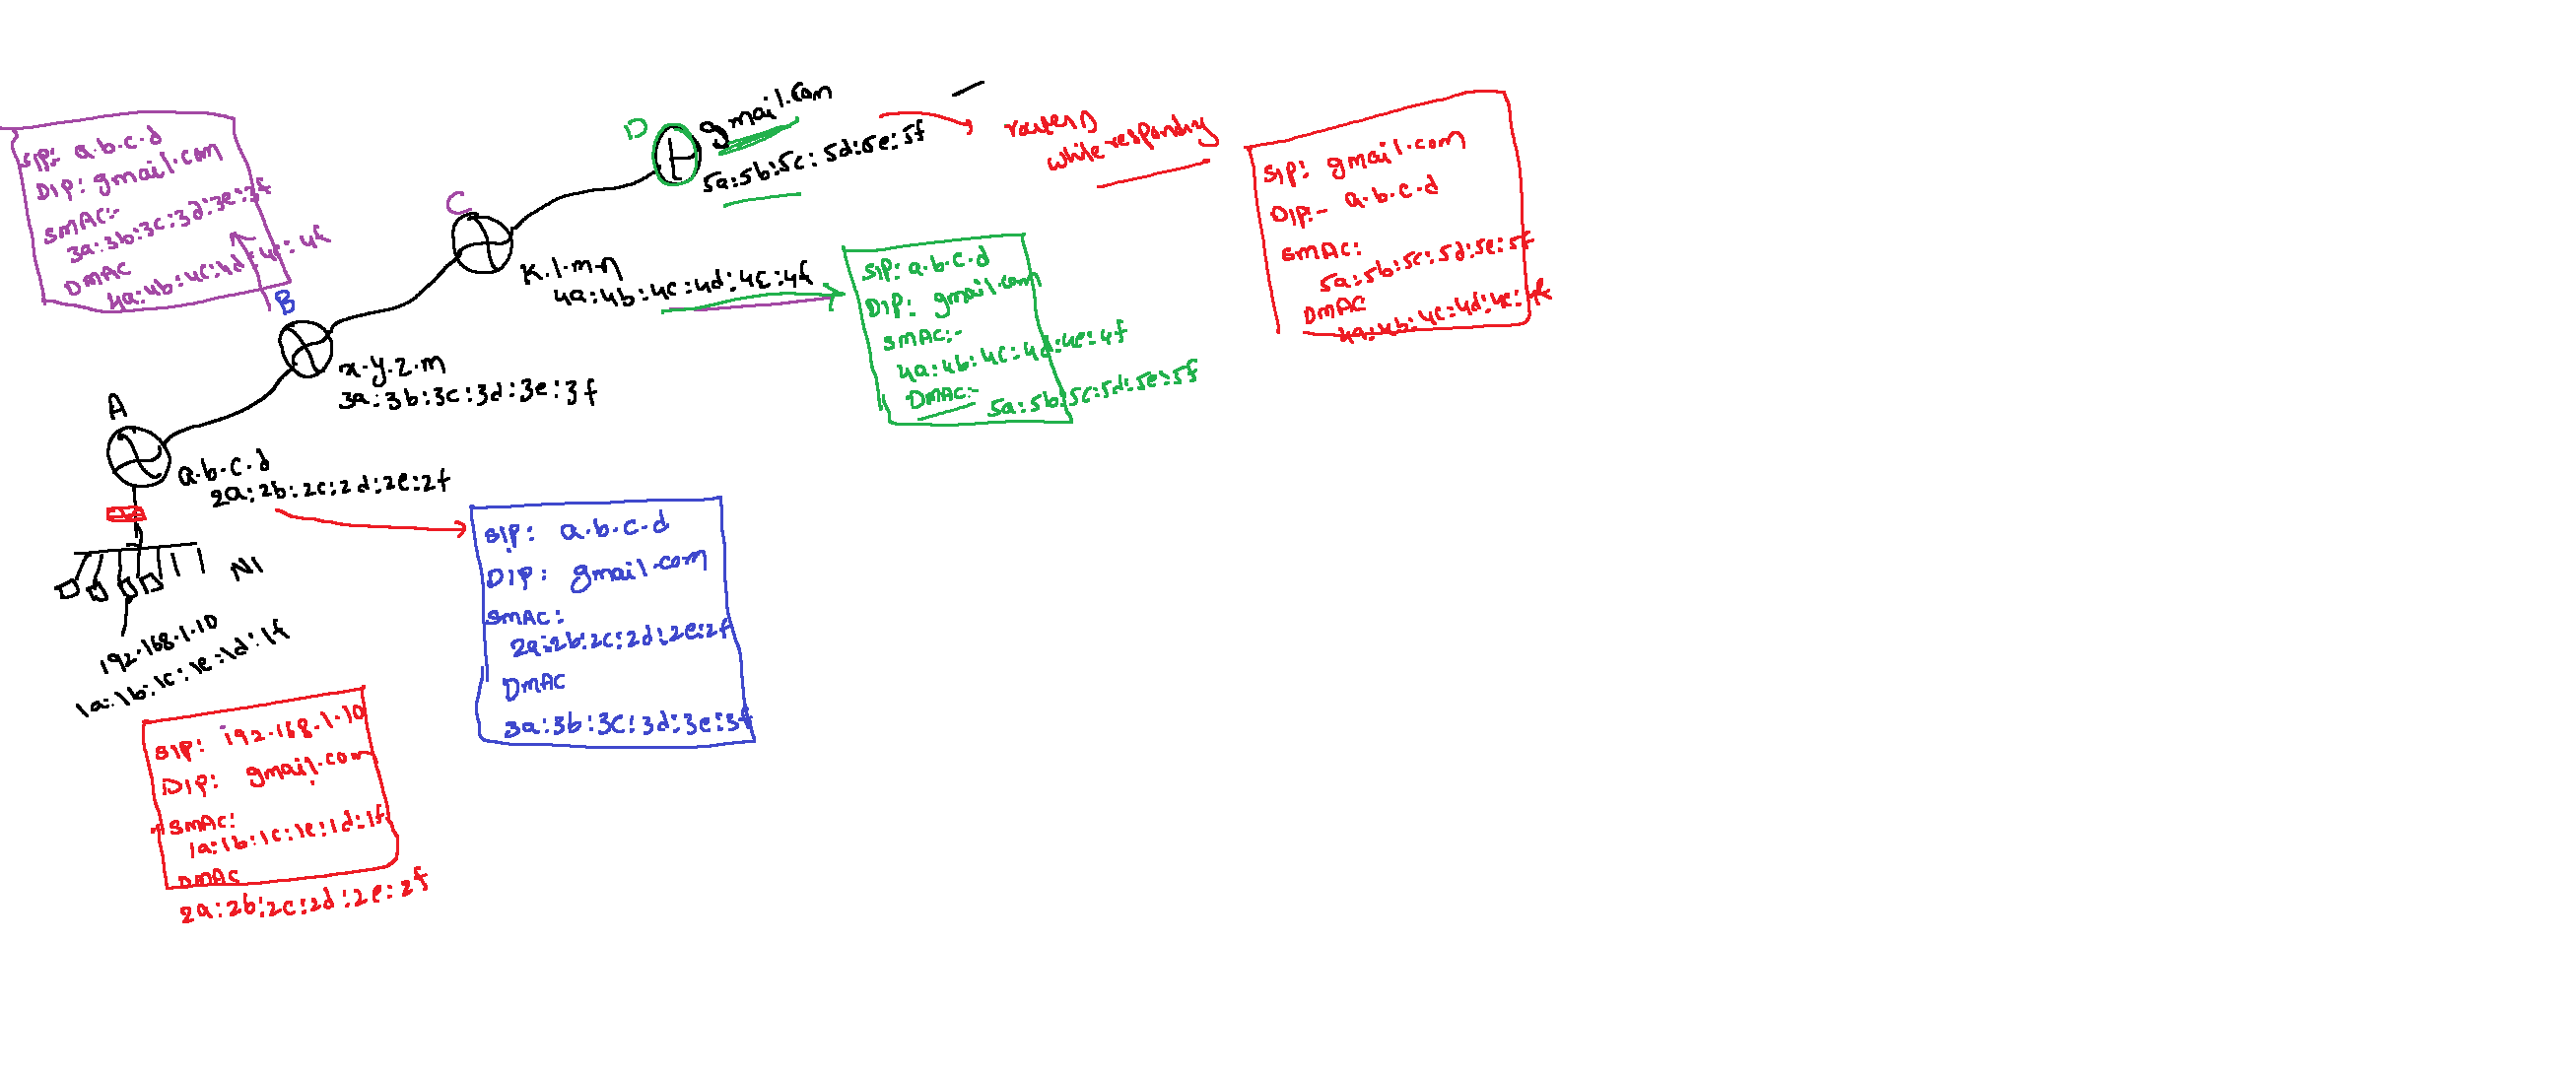 SIP:- a.b.c.d
DIP: gmail.com
SMAC:-
3a:3b:3c:3d:3e:3f
DMAC
4a:4b:4c:4d:4e:4f
B
x.y.z.m
3a:3b:3c:3d:3e:3f
C
K.l.m.n
4a:4b:4c:4d:4e:4f
D
gmail.com
5a:5b:5c:5d:5e:5f
router D
while responding
SIP: gmail.com
DIP:- a.b.c.d
SMAC:
5a:5b:5c:5d:5e:5f
DMAC
4a:4b:4c:4d:4e:4f
SIP: a.b.c.d
DIP: gmail.com
SMAC:-
4a:4b:4c:4d:4e:4f
DMAC:-
5a:5b:5c:5d:5e:5f
A
a.b.c.d
2a:2b:2c:2d:2e:2f
N1
192.168.1.10
1a:1b:1c:1e:1d:1f
SIP: a.b.c.d
DIP: gmail.com
SMAC:
2a:2b:2c:2d:2e:2f
DMAC
3a:3b:3c:3d:3e:3f
SIP: 192.168.1.10
DIP: gmail.com
SMAC:
1a:1b:1c:1e:1d:1f
DMAC
2a:2b:2c:2d:2e:2f